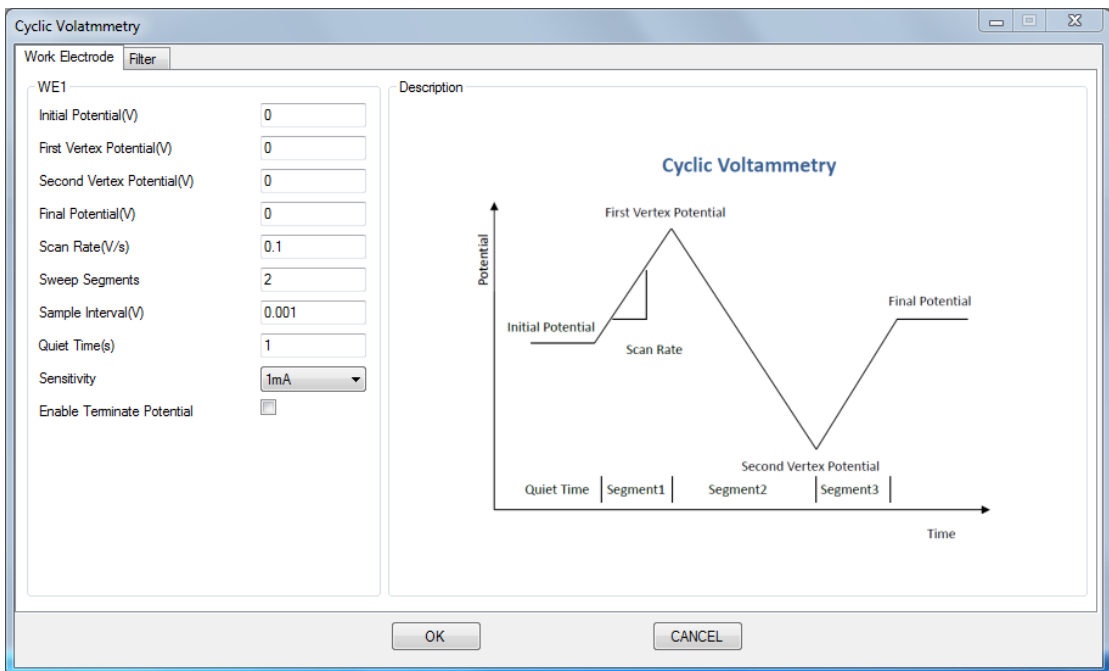 Cyclic Volatmmetry
Work Electrode Filter
WE1
Initial Potential(V) 0
First Vertex Potential(V) 0
Second Vertex Potential(V) 0
Final Potential(V) 0
Scan Rate(V/s) 0.1
Sweep Segments 2
Sample Interval(V) 0.001
Quiet Time(s) 1
Sensitivity 1mA
Enable Terminate Potential
Description
Cyclic Voltammetry
First Vertex Potential
Potential
Final Potential
Initial Potential
Scan Rate
Second Vertex Potential
Quiet Time Segment1 Segment2 Segment3
Time
OK CANCEL